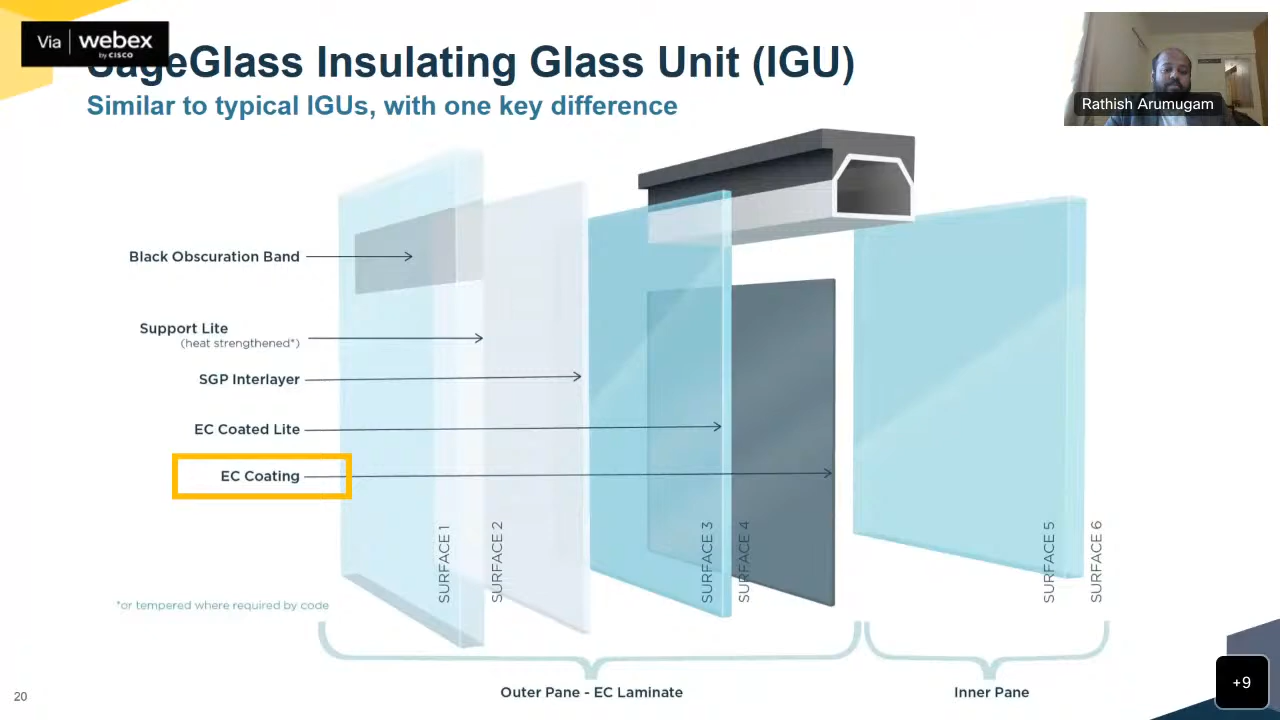 Via webex
by CISCO
SageGlass Insulating Glass Unit (IGU)
Similar to typical IGUs, with one key difference
Rathish Arumugam
Black Obscuration Band
Support Lite
(heat strengthened*)
SGP Interlayer
EC Coated Lite
EC Coating
SURFACE 1
SURFACE 2
SURFACE 3
SURFACE 4
SURFACE 5
SURFACE 6
*or tempered where required by code
Outer Pane - EC Laminate
Inner Pane
+9
20